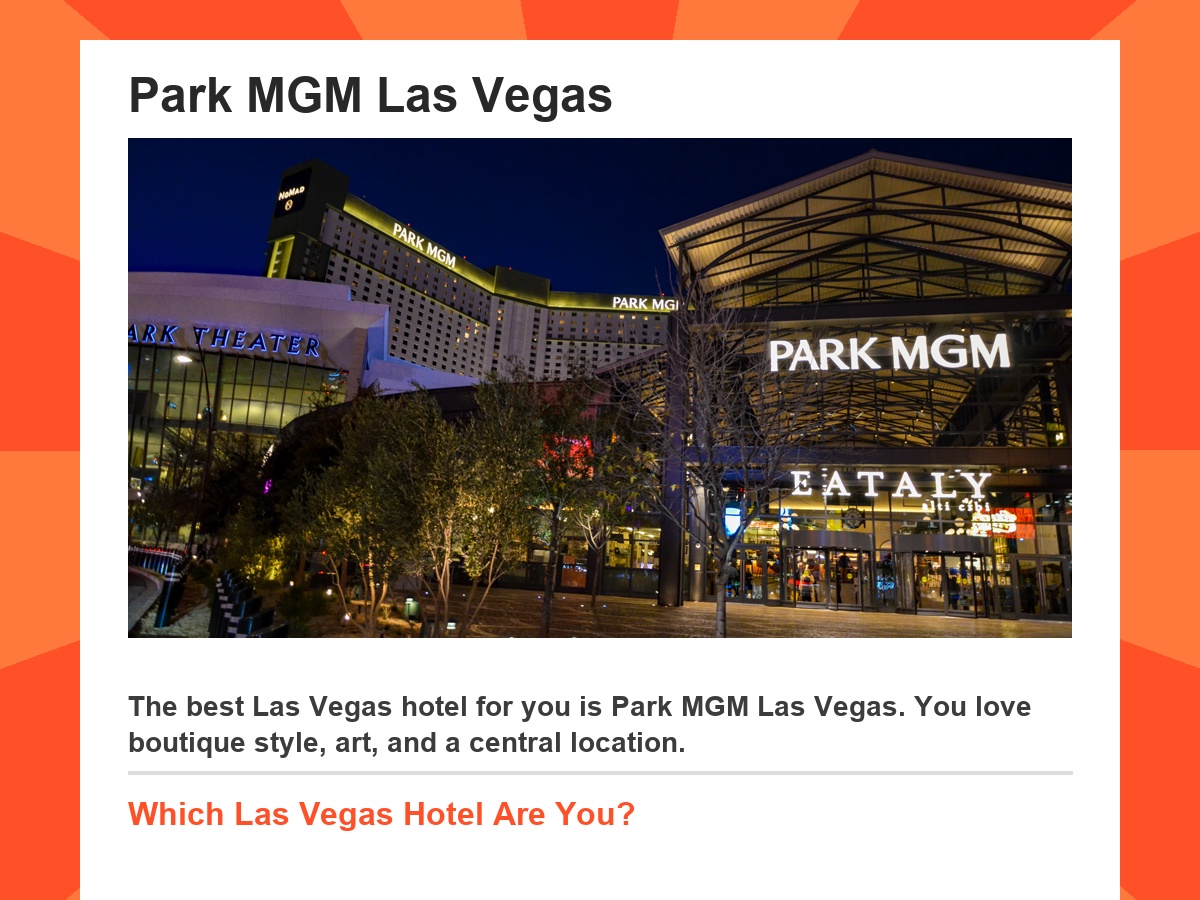 Park MGM Las Vegas
NOMAD
PARK MGM
PARK MGM
ARK THEATER
PARK MGM
EATALY
alti cibi
The best Las Vegas hotel for you is Park MGM Las Vegas. You love
boutique style, art, and a central location.
Which Las Vegas Hotel Are You?